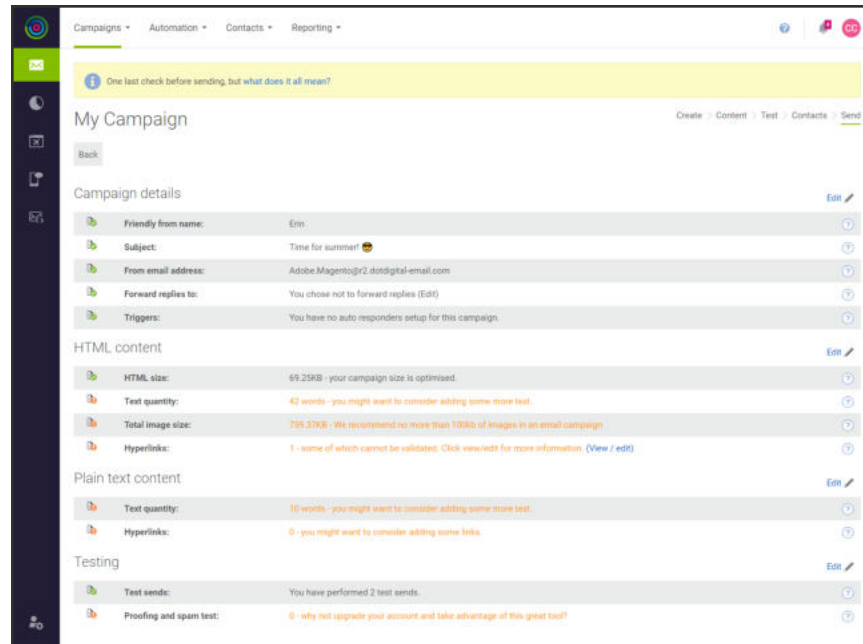 Campaigns Automation Contacts Reporting
CC
One last check before sending, but what does it all mean?
My Campaign
Create > Content > Test > Contacts > Send
Back
Campaign details
Edit
Friendly from name: Erin
Subject: Time for summer! 😎
From email address: Adobe.Magento@r2.dotdigital-email.com
Forward replies to: You chose not to forward replies (Edit)
Triggers: You have no auto responders setup for this campaign.
HTML content
Edit
HTML size: 69.25KB - your campaign size is optimised.
Text quantity: 42 words - you might want to consider adding some more text.
Total image size: 759.37KB - We recommend no more than 100kb of images in an email campaign
Hyperlinks: 1 - some of which cannot be validated. Click view/edit for more information. (View / edit)
Plain text content
Edit
Text quantity: 10 words - you might want to consider adding some more text.
Hyperlinks: 0 - you might want to consider adding some links.
Testing
Edit
Test sends: You have performed 2 test sends.
Proofing and spam test: 0 - why not upgrade your account and take advantage of this great tool?